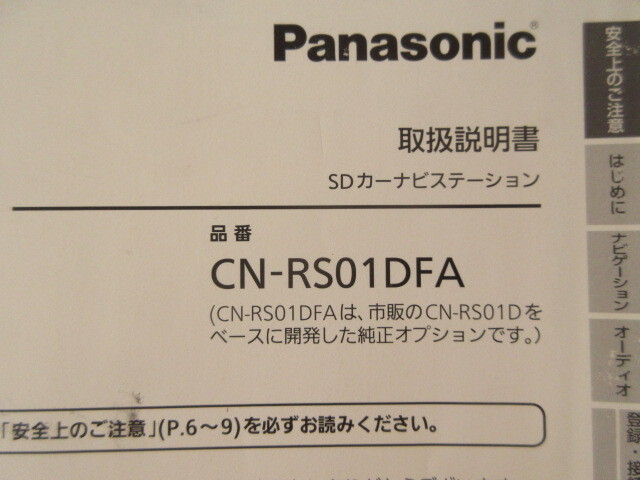 Panasonic®
取扱説明書
SDカーナビステーション
品番
CN-RS01DFA
(CN-RS01DFAは、市販のCN-RS01Dを
ベースに開発した純正オプションです。)
「安全上のご注意」(P.6〜9)を必ずお読みください。
安全上のご注意
はじめに
ナビゲーション
オーディオ
登録・接